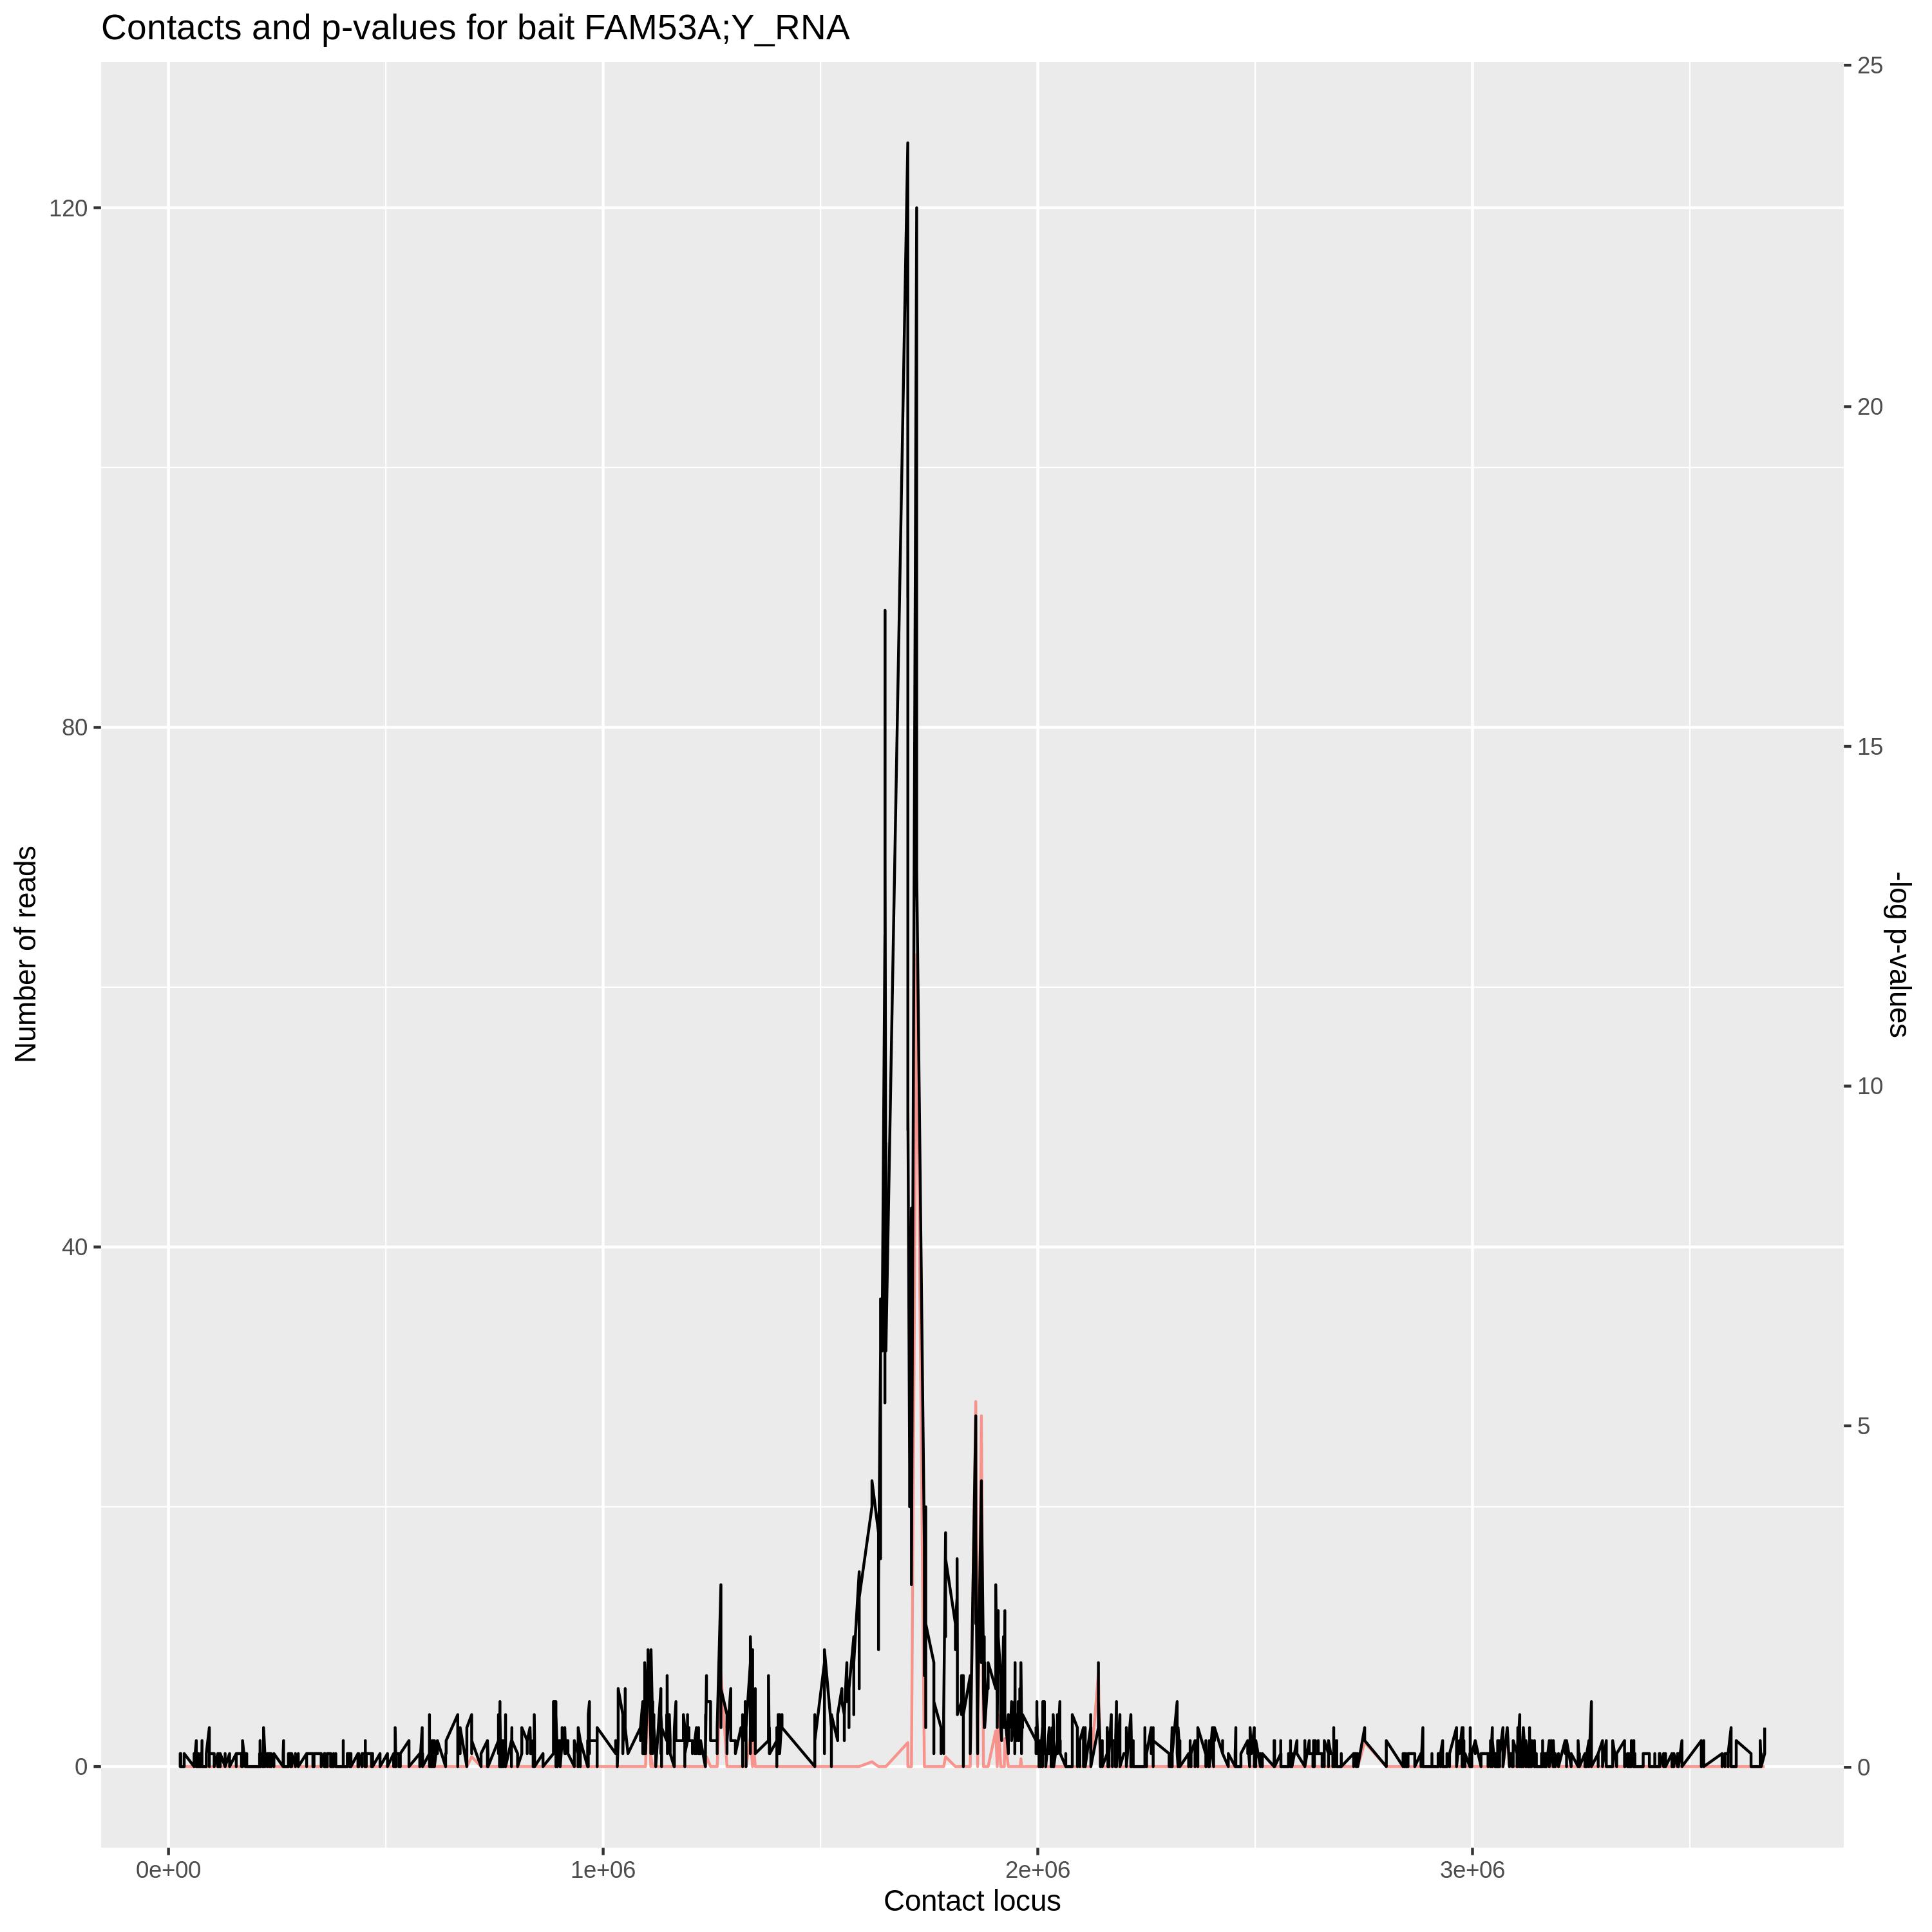 Contacts and p-values for bait FAM53A;Y_RNA
25
120
20
80
15
Number of reads
-log p-values
10
40
5
0
0
0e+00
1e+06
2e+06
3e+06
Contact locus